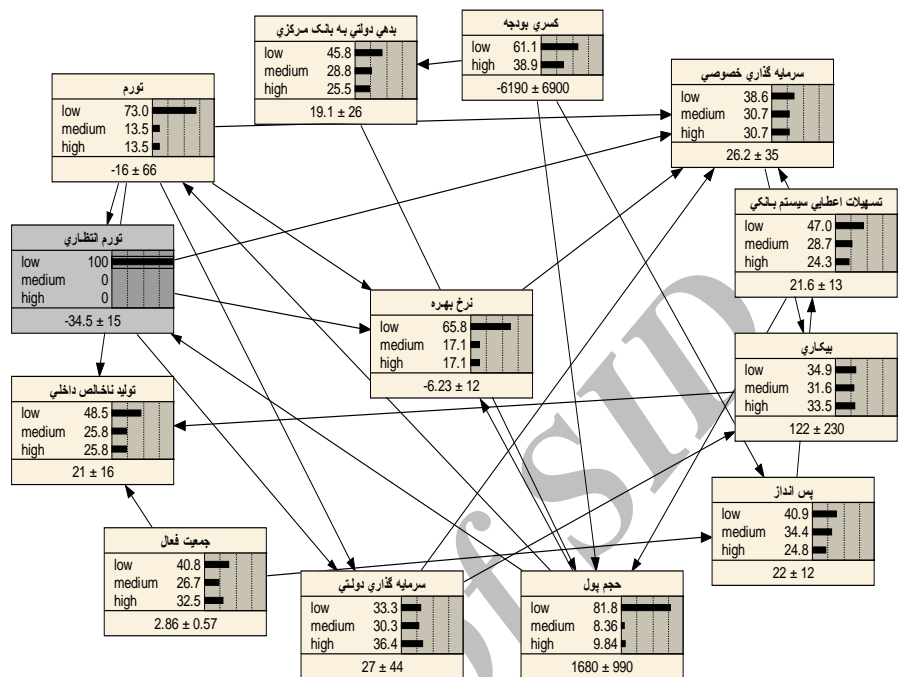 بدهي دولتي به بانک مرکزي
low 45.8
medium 28.8
high 25.5
19.1 ± 26
کسري بودجه
low 61.1
high 38.9
-6190 ± 6900
تورم
low 73.0
medium 13.5
high 13.5
-16 ± 66
سرمايه گذاري خصوصي
low 38.6
medium 30.7
high 30.7
26.2 ± 35
تسهيلات اعطايي سيستم بانکي
low 47.0
medium 28.7
high 24.3
21.6 ± 13
تورم انتظاري
low 100
medium 0
high 0
-34.5 ± 15
نرخ بهره
low 65.8
medium 17.1
high 17.1
-6.23 ± 12
بيکاري
low 34.9
medium 31.6
high 33.5
122 ± 230
توليد ناخالص داخلي
low 48.5
medium 25.8
high 25.8
21 ± 16
پس انداز
low 40.9
medium 34.4
high 24.8
22 ± 12
جمعيت فعال
low 40.8
medium 26.7
high 32.5
2.86 ± 0.57
سرمايه گذاري دولتي
low 33.3
medium 30.3
high 36.4
27 ± 44
حجم پول
low 81.8
medium 8.36
high 9.84
1680 ± 990
of SID